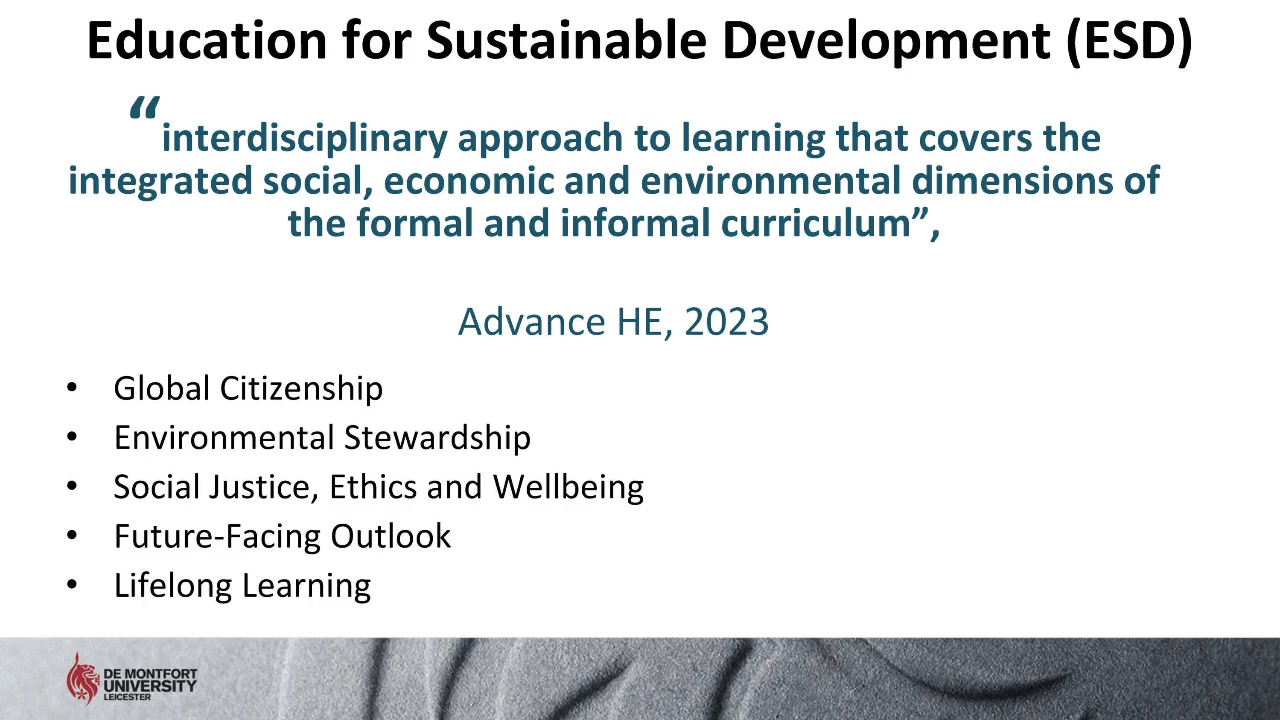 Education for Sustainable Development (ESD)
“interdisciplinary approach to learning that covers the
integrated social, economic and environmental dimensions of
the formal and informal curriculum”,
Advance HE, 2023
• Global Citizenship
• Environmental Stewardship
• Social Justice, Ethics and Wellbeing
• Future-Facing Outlook
• Lifelong Learning
DE MONTFORT
UNIVERSITY
LEICESTER